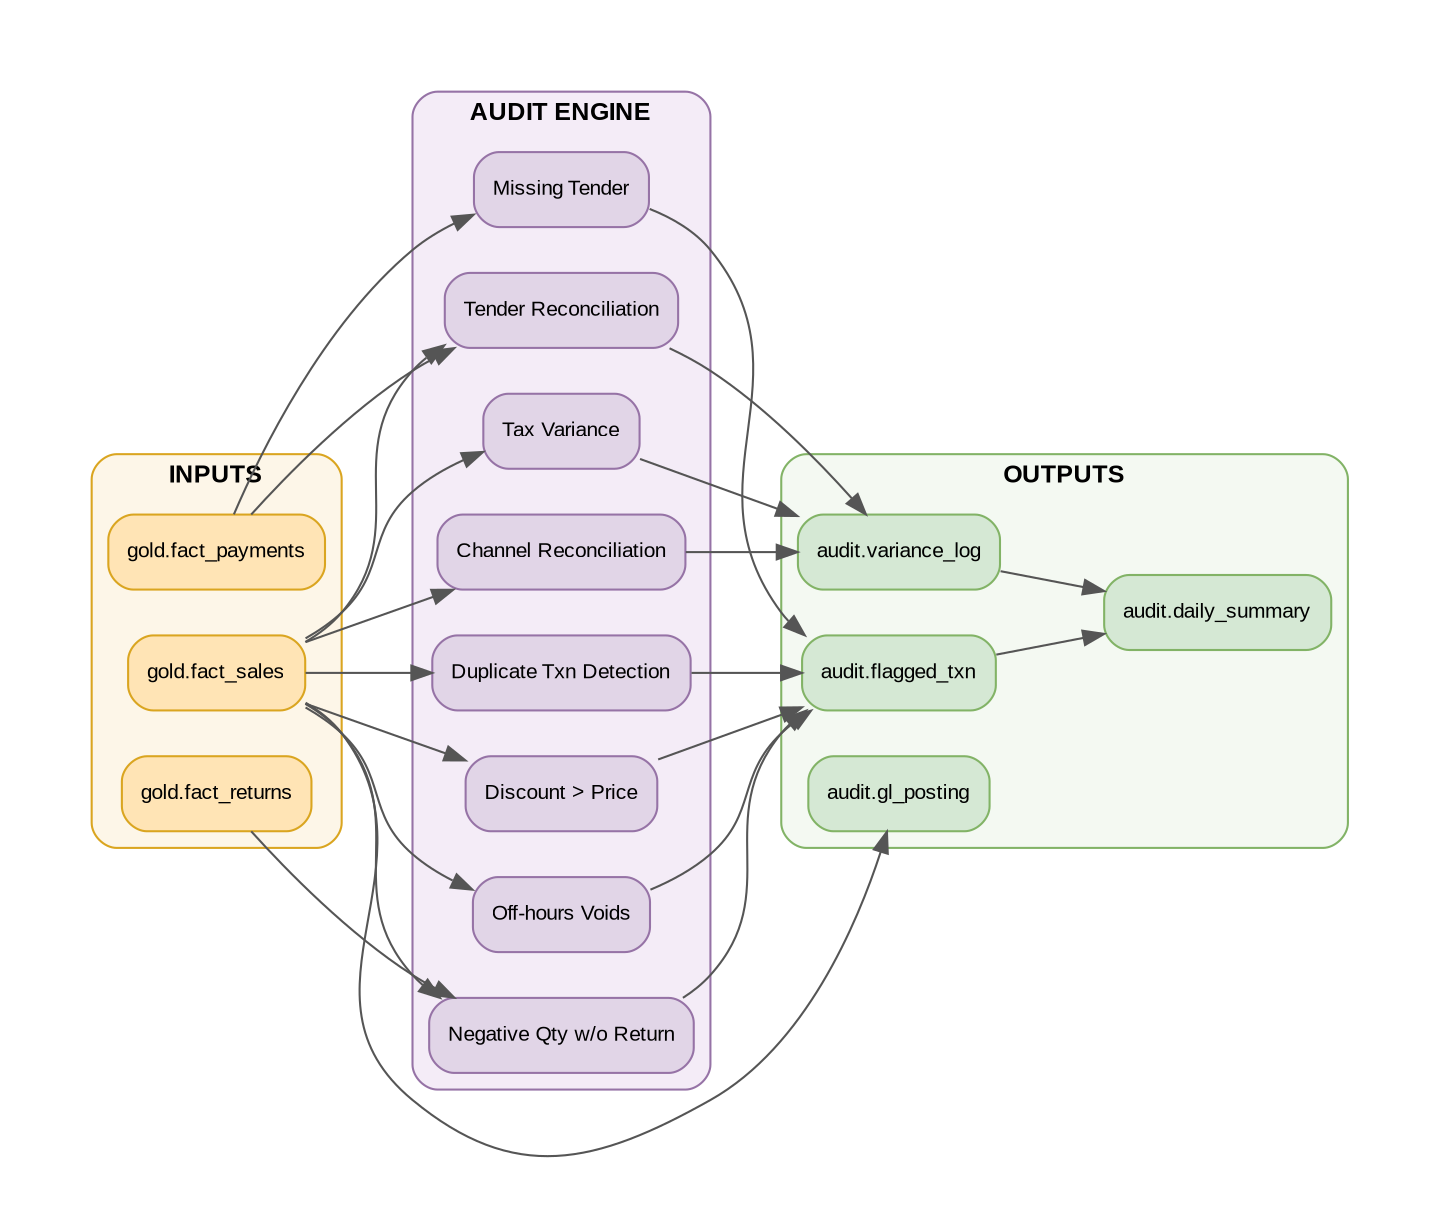 INPUTS
gold.fact_payments
gold.fact_sales
gold.fact_returns
AUDIT ENGINE
Missing Tender
Tender Reconciliation
Tax Variance
Channel Reconciliation
Duplicate Txn Detection
Discount > Price
Off-hours Voids
Negative Qty w/o Return
OUTPUTS
audit.variance_log
audit.flagged_txn
audit.gl_posting
audit.daily_summary